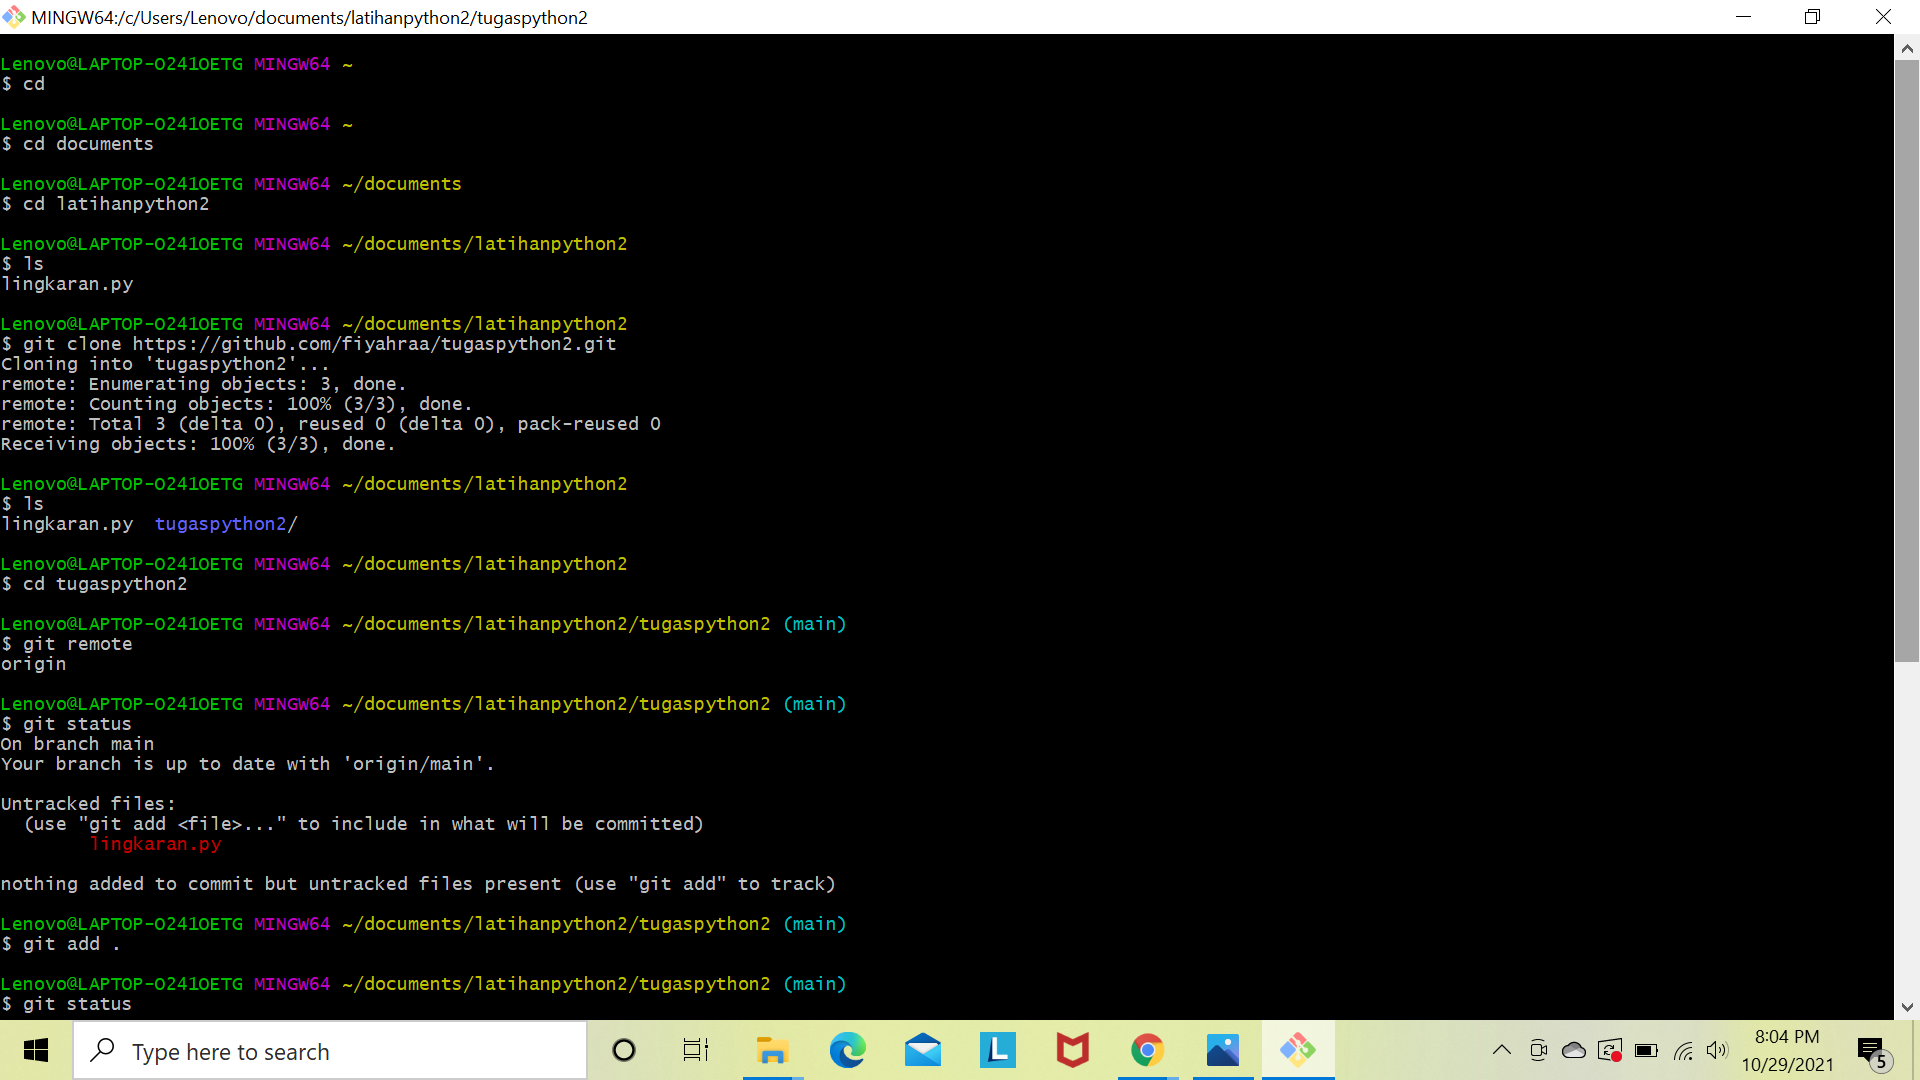 MINGW64:/c/Users/Lenovo/documents/latihanpython2/tugaspython2
Lenovo@LAPTOP-O241OETG MINGW64 ~
$ cd
Lenovo@LAPTOP-O241OETG MINGW64 ~
$ cd documents
Lenovo@LAPTOP-O241OETG MINGW64 ~/documents
$ cd latihanpython2
Lenovo@LAPTOP-O241OETG MINGW64 ~/documents/latihanpython2
$ ls
lingkaran.py
Lenovo@LAPTOP-O241OETG MINGW64 ~/documents/latihanpython2
$ git clone https://github.com/fiyahraa/tugaspython2.git
Cloning into 'tugaspython2'...
remote: Enumerating objects: 3, done.
remote: Counting objects: 100% (3/3), done.
remote: Total 3 (delta 0), reused 0 (delta 0), pack-reused 0
Receiving objects: 100% (3/3), done.
Lenovo@LAPTOP-O241OETG MINGW64 ~/documents/latihanpython2
$ ls
lingkaran.py  tugaspython2/
Lenovo@LAPTOP-O241OETG MINGW64 ~/documents/latihanpython2
$ cd tugaspython2
Lenovo@LAPTOP-O241OETG MINGW64 ~/documents/latihanpython2/tugaspython2 (main)
$ git remote
origin
Lenovo@LAPTOP-O241OETG MINGW64 ~/documents/latihanpython2/tugaspython2 (main)
$ git status
On branch main
Your branch is up to date with 'origin/main'.
Untracked files:
(use "git add <file>..." to include in what will be committed)
lingkaran.py
nothing added to commit but untracked files present (use "git add" to track)
Lenovo@LAPTOP-O241OETG MINGW64 ~/documents/latihanpython2/tugaspython2 (main)
$ git add .
Lenovo@LAPTOP-O241OETG MINGW64 ~/documents/latihanpython2/tugaspython2 (main)
$ git status
Type here to search
L
8:04 PM
10/29/2021
5